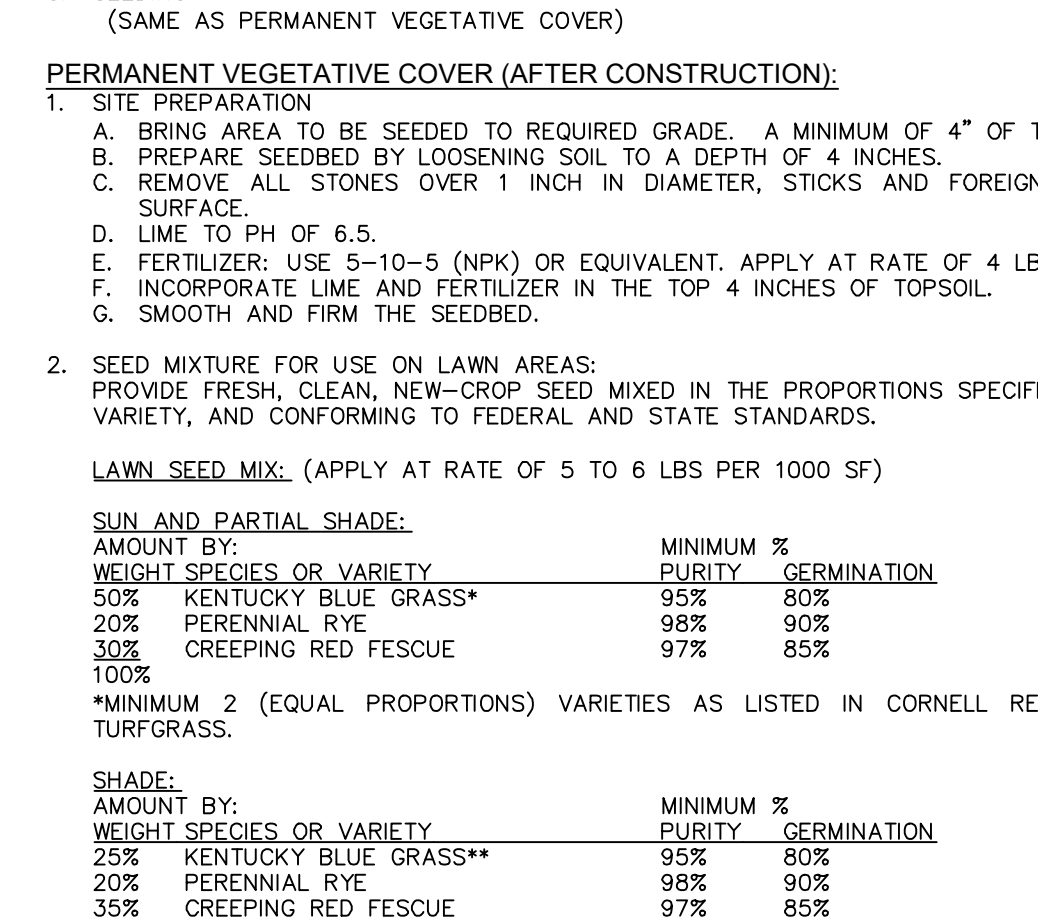 (SAME AS PERMANENT VEGETATIVE COVER)
PERMANENT VEGETATIVE COVER (AFTER CONSTRUCTION):
1. SITE PREPARATION
A. BRING AREA TO BE SEEDED TO REQUIRED GRADE. A MINIMUM OF 4” OF
B. PREPARE SEEDBED BY LOOSENING SOIL TO A DEPTH OF 4 INCHES.
C. REMOVE ALL STONES OVER 1 INCH IN DIAMETER, STICKS AND FOREIGN
SURFACE.
D. LIME TO PH OF 6.5.
E. FERTILIZER: USE 5-10-5 (NPK) OR EQUIVALENT. APPLY AT RATE OF 4 LB
F. INCORPORATE LIME AND FERTILIZER IN THE TOP 4 INCHES OF TOPSOIL.
G. SMOOTH AND FIRM THE SEEDBED.
2. SEED MIXTURE FOR USE ON LAWN AREAS:
PROVIDE FRESH, CLEAN, NEW-CROP SEED MIXED IN THE PROPORTIONS
VARIETY, AND CONFORMING TO FEDERAL AND STATE STANDARDS.
LAWN SEED MIX: (APPLY AT RATE OF 5 TO 6 LBS PER 1000 SF)
SUN AND PARTIAL SHADE:
AMOUNT BY: MINIMUM %
WEIGHT SPECIES OR VARIETY PURITY GERMINATION
50% KENTUCKY BLUE GRASS* 95% 80%
20% PERENNIAL RYE 98% 90%
30% CREEPING RED FESCUE 97% 85%
100%
*MINIMUM 2 (EQUAL PROPORTIONS) VARIETIES AS LISTED IN CORNELL
TURFGRASS.
SHADE:
AMOUNT BY: MINIMUM %
WEIGHT SPECIES OR VARIETY PURITY GERMINATION
25% KENTUCKY BLUE GRASS** 95% 80%
20% PERENNIAL RYE 98% 90%
35% CREEPING RED FESCUE 97% 85%